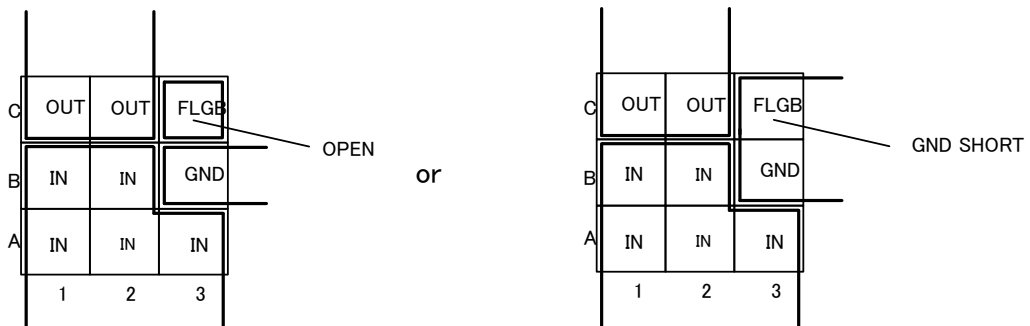 C OUT OUT FLGB
OPEN
B IN IN GND
A IN IN IN
1 2 3
or
C OUT OUT FLGB
GND SHORT
B IN IN GND
A IN IN IN
1 2 3